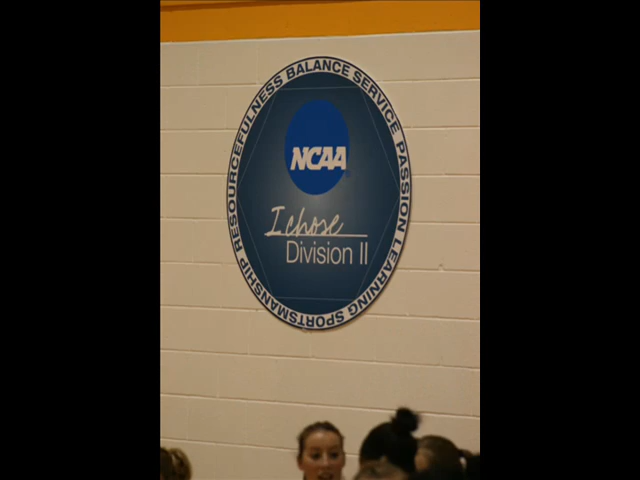 RESOURCEFULNESS BALANCE SERVICE PASSION LEARNING SPORTSMANSHIP
NCAA
I chose
Division II